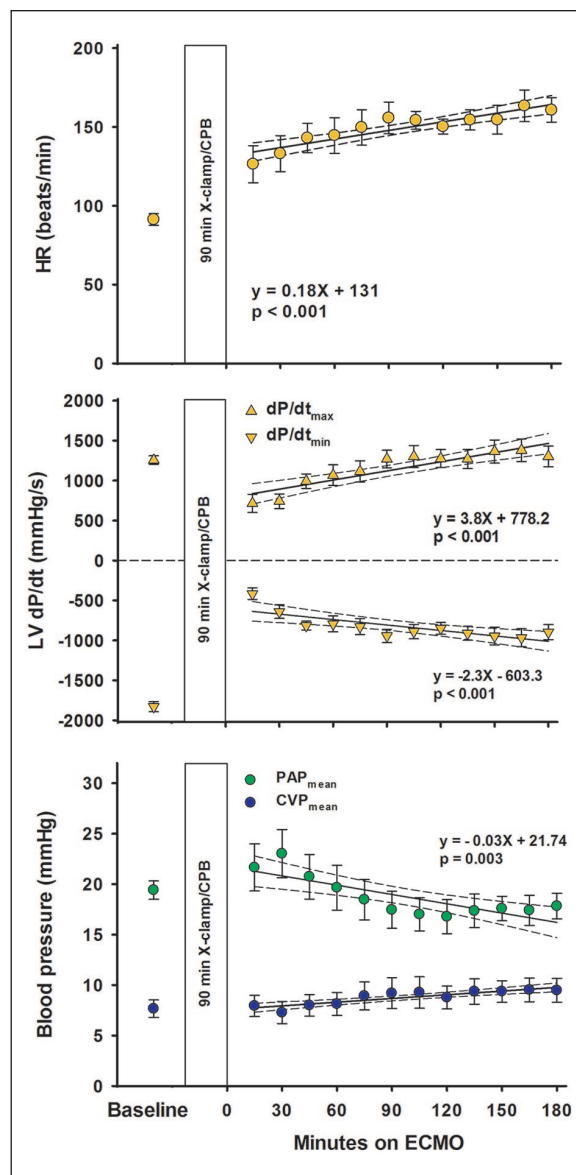 200
150
100
50
0
HR (beats/min)
90 min X-clamp/CPB
y = 0.18X + 131
p < 0.001
2000
1500
1000
500
0
-500
-1000
-1500
-2000
LV dP/dt (mmHg/s)
90 min X-clamp/CPB
dP/dtmax
dP/dtmin
y = 3.8X + 778.2
p < 0.001
y = -2.3X - 603.3
p < 0.001
30
25
20
15
10
5
0
Blood pressure (mmHg)
90 min X-clamp/CPB
PAPmean
CVPmean
y = - 0.03X + 21.74
p = 0.003
Baseline 0 30 60 90 120 150 180
Minutes on ECMO